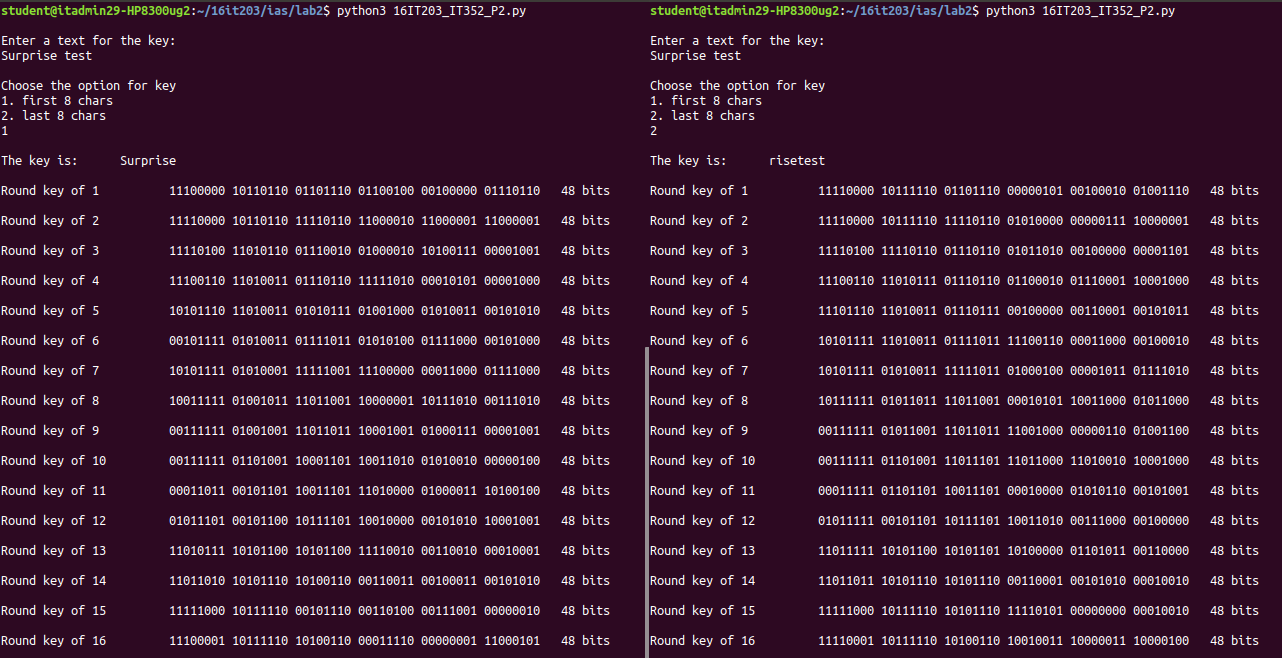 student@itadmin29-HP8300ug2:~/16it203/ias/lab2$ python3 16IT203_IT352_P2.py
Enter a text for the key:
Surprise test
Choose the option for key
1. first 8 chars
2. last 8 chars
1
The key is: Surprise
Round key of 1 11100000 10110110 01101110 01100100 00100000 01110110 48 bits
Round key of 2 11110000 10110110 11110110 11000010 11000001 11000001 48 bits
Round key of 3 11110100 11010110 01110010 01000010 10100111 00001001 48 bits
Round key of 4 11100110 11010011 01110110 11111010 00010101 00001000 48 bits
Round key of 5 10101110 11010011 01010111 01001000 01010011 00101010 48 bits
Round key of 6 00101111 01010011 01111011 01010100 01111000 00101000 48 bits
Round key of 7 10101111 01010001 11111001 11100000 00011000 01111000 48 bits
Round key of 8 10011111 01001011 11011001 10000001 10111010 00111010 48 bits
Round key of 9 00111111 01001001 11011011 10001001 01000111 00001001 48 bits
Round key of 10 00111111 01101001 10001101 10011010 01010010 00000100 48 bits
Round key of 11 00011011 00101101 10011101 11010000 01000011 10100100 48 bits
Round key of 12 01011101 00101100 10111101 10010000 00101010 10001001 48 bits
Round key of 13 11010111 10101100 10101100 11110010 00110010 00010001 48 bits
Round key of 14 11011010 10101110 10100110 00110011 00100011 00101010 48 bits
Round key of 15 11111000 10111110 00101110 00110100 00111001 00000010 48 bits
Round key of 16 11100001 10111110 10100110 00011110 00000001 11000101 48 bits
student@itadmin29-HP8300ug2:~/16it203/ias/lab2$ python3 16IT203_IT352_P2.py
Enter a text for the key:
Surprise test
Choose the option for key
1. first 8 chars
2. last 8 chars
2
The key is: risetest
Round key of 1 11110000 10111110 01101110 00000101 00100010 01001110 48 bits
Round key of 2 11110000 10111110 11110110 01010000 00000111 10000001 48 bits
Round key of 3 11110100 11110110 01110110 01011010 00100000 00001101 48 bits
Round key of 4 11100110 11010111 01110110 01100010 01110001 10001000 48 bits
Round key of 5 11101110 11010011 01110111 00100000 00110001 00101011 48 bits
Round key of 6 10101111 11010011 01111011 11100110 00011000 00100010 48 bits
Round key of 7 10101111 01010011 11111011 01000100 00001011 01111010 48 bits
Round key of 8 10111111 01011011 11011001 00010101 10011000 01011000 48 bits
Round key of 9 00111111 01011001 11011011 11001000 00000110 01001100 48 bits
Round key of 10 00111111 01101001 11011101 11011000 11010010 10001000 48 bits
Round key of 11 00011111 01101101 10011101 00010000 01010110 00101001 48 bits
Round key of 12 01011111 00101101 10111101 10011010 00111000 00100000 48 bits
Round key of 13 11011111 10101100 10101101 10100000 01101011 00110000 48 bits
Round key of 14 11011011 10101110 10101110 00110001 00101010 00010010 48 bits
Round key of 15 11111000 10111110 10101110 11110101 00000000 00010010 48 bits
Round key of 16 11110001 10111110 10100110 10010011 10000011 10000100 48 bits